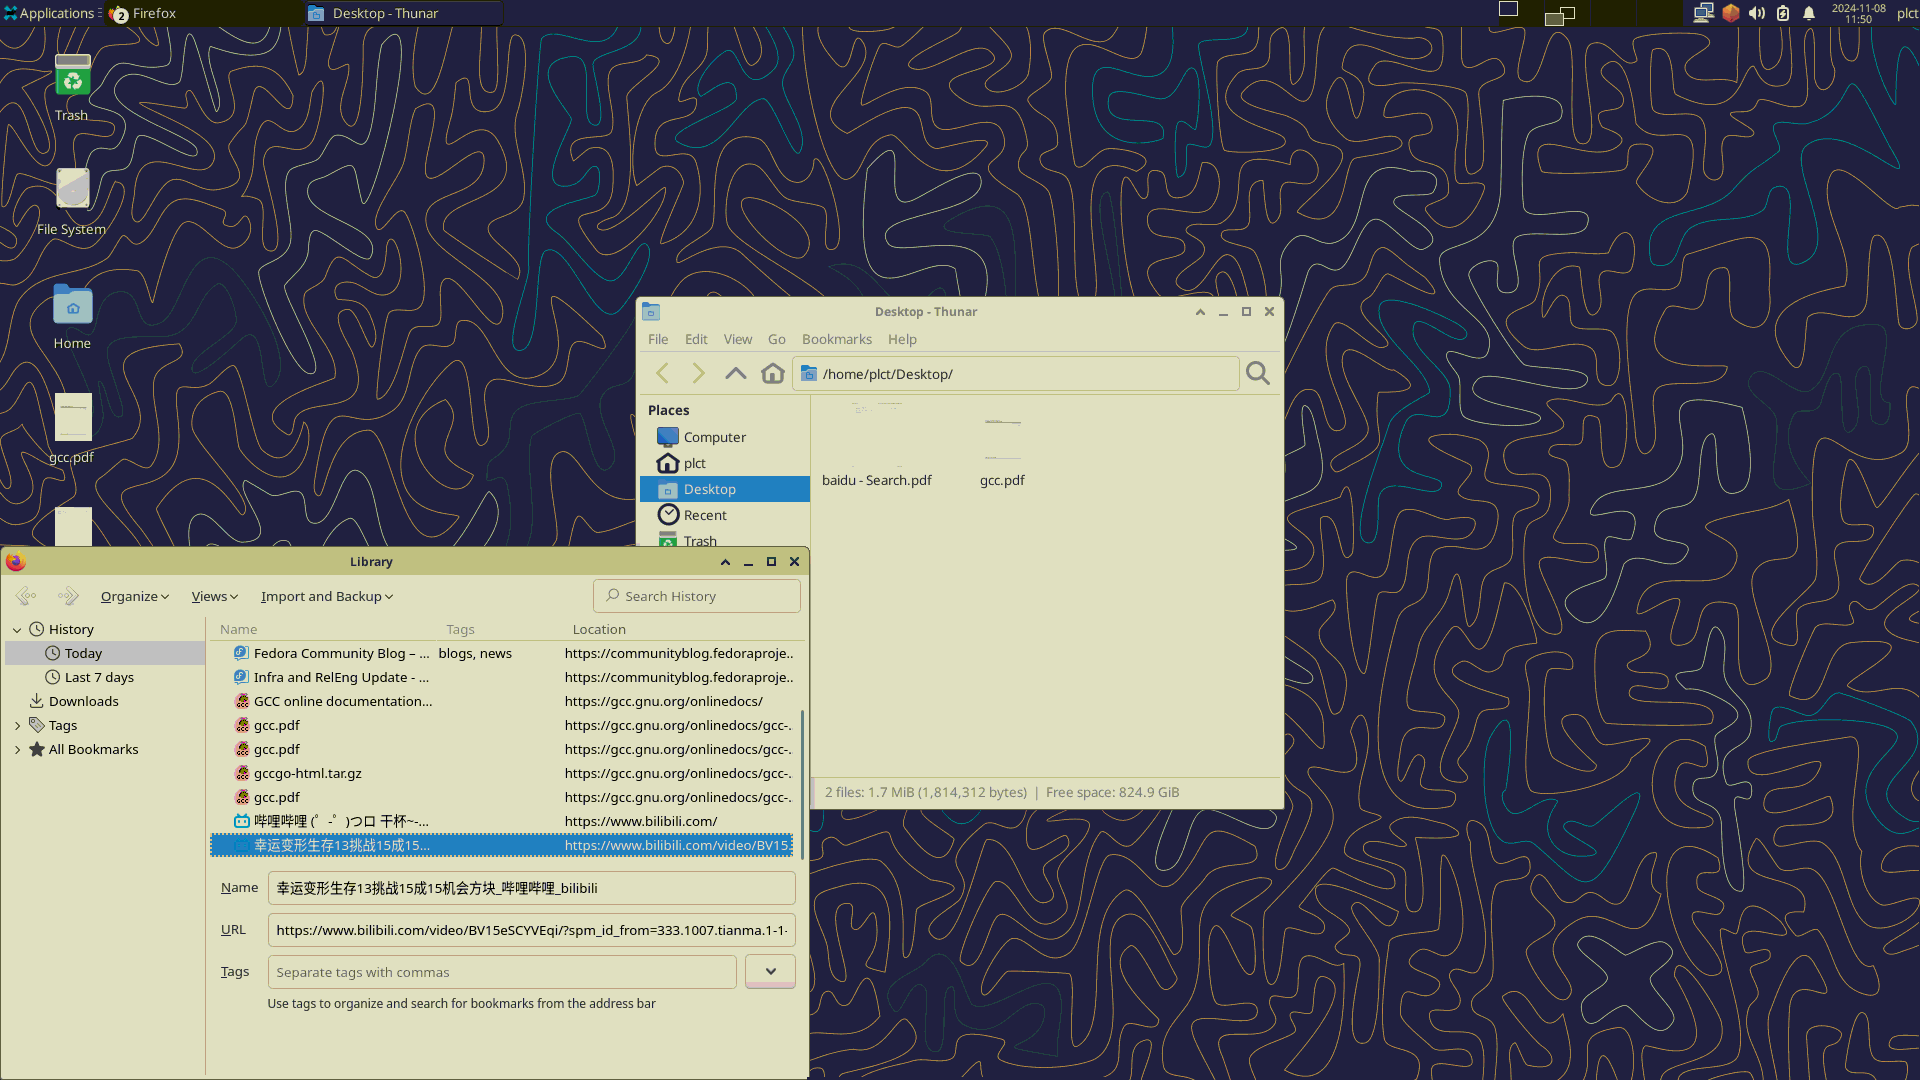 Applications
2 Firefox
Desktop - Thunar
2024-11-08
11:50
plct
Trash
File System
Home
gcc.pdf
Desktop - Thunar
File Edit View Go Bookmarks Help
/home/plct/Desktop/
Places
Computer
plct
Desktop
Recent
Trash
baidu - Search.pdf
gcc.pdf
2 files: 1.7 MiB (1,814,312 bytes) | Free space: 824.9 GiB
Library
Organize Views Import and Backup
Search History
History
Today
Last 7 days
Downloads
Tags
All Bookmarks
Name Tags Location
Fedora Community Blog – ... blogs, news https://communityblog.fedoraproje..
Infra and RelEng Update - ... https://communityblog.fedoraproje..
GCC online documentation... https://gcc.gnu.org/onlinedocs/
gcc.pdf https://gcc.gnu.org/onlinedocs/gcc-..
gcc.pdf https://gcc.gnu.org/onlinedocs/gcc-..
gccgo-html.tar.gz https://gcc.gnu.org/onlinedocs/gcc-..
gcc.pdf https://gcc.gnu.org/onlinedocs/gcc-..
哔哩哔哩 (゜-゜)つロ 干杯~-... https://www.bilibili.com/
幸运变形生存13挑战15成15... https://www.bilibili.com/video/BV15..
Name 幸运变形生存13挑战15成15机会方块_哔哩哔哩_bilibili
URL https://www.bilibili.com/video/BV15eSCYVEqi/?spm_id_from=333.1007.tianma.1-1-
Tags Separate tags with commas
Use tags to organize and search for bookmarks from the address bar